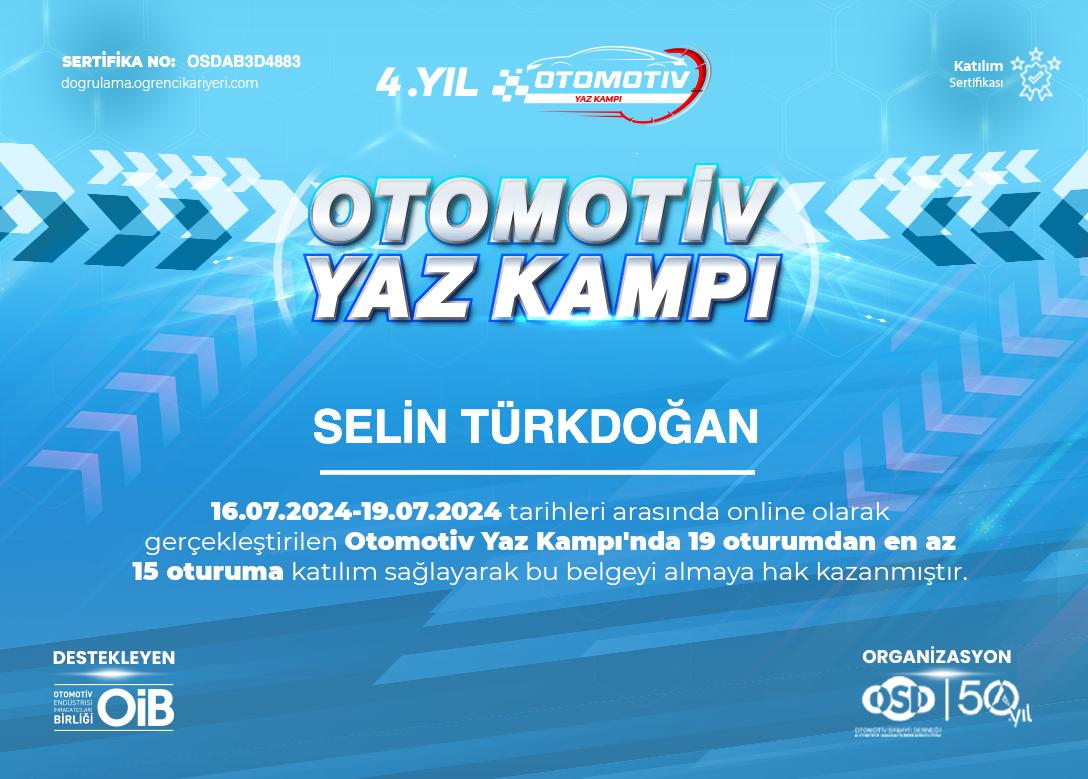 SERTİFİKA NO: OSDAB3D4883
dogrulama.ogrencikariyeri.com
4.YIL
OTOMOTİV
YAZ KAMPI
Katılım
Sertifikası
OTOMOTİV
YAZ KAMPI
SELİN TÜRKDOĞAN
16.07.2024-19.07.2024 tarihleri arasında online olarak
gerçekleştirilen Otomotiv Yaz Kampı'nda 19 oturumdan en az
15 oturuma katılım sağlayarak bu belgeyi almaya hak kazanmıştır.
DESTEKLEYEN
OTOMOTİV
ENDÜSTRİSİ
İHRACATÇILARI
BİRLİĞİ
OİB
ORGANİZASYON
OSD
50.yıl
OTOMOTİV SANAYİİ DERNEĞİ